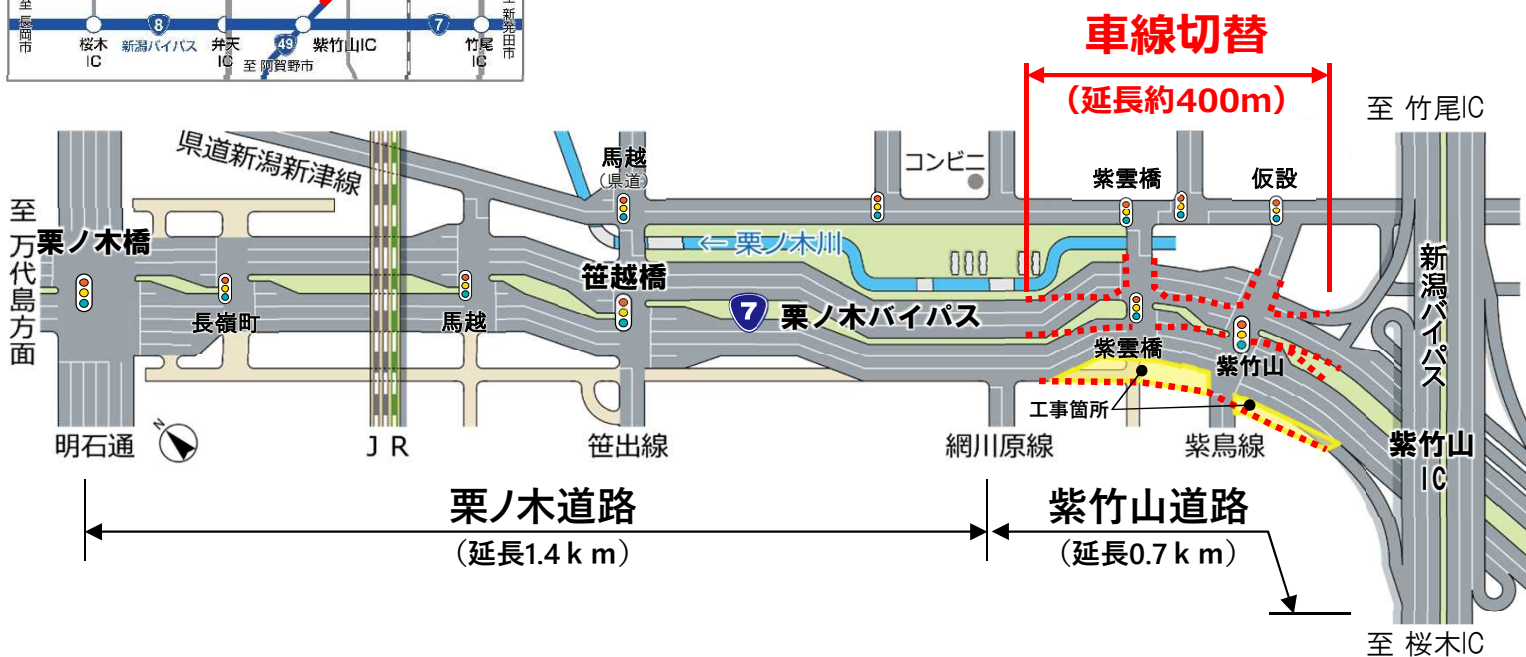 至 長岡市
桜木
IC
8
新潟バイパス
弁天
IC
49
至 阿賀野市
紫竹山IC
7
竹尾
IC
至 新発田市
車線切替
（延長約400m）
至 竹尾IC
県道新潟新津線
馬越
（県道）
コンビニ
紫雲橋
仮設
至 万代島方面
栗ノ木橋
長嶺町
馬越
笹越橋
← 栗ノ木川
7
栗ノ木バイパス
紫雲橋
紫竹山
新潟バイパス
工事箇所
紫竹山
IC
N
明石通
ＪＲ
笹出線
網川原線
紫鳥線
栗ノ木道路
（延長1.4ｋｍ）
紫竹山道路
（延長0.7ｋｍ）
至 桜木IC